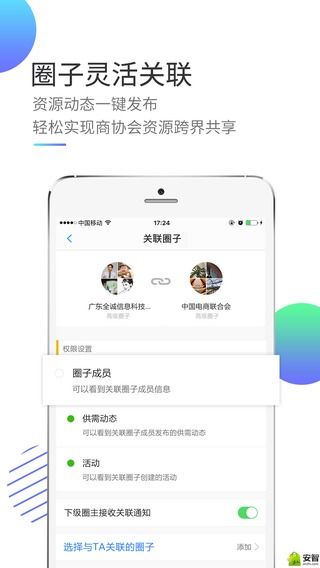 圈子灵活关联
资源动态一键发布
轻松实现商协会资源跨界共享
中国移动
17:24
关联圈子
广东全诚信息科技...
中国电商联合会
高级圈子
高级圈子
权限设置
圈子成员
可以看到关联圈子成员信息
供需动态
可以看到关联圈子成员发布的供需动态
活动
可以看到关联圈子创建的活动
下级圈主接收关联通知
选择与TA关联的圈子
添加
安智